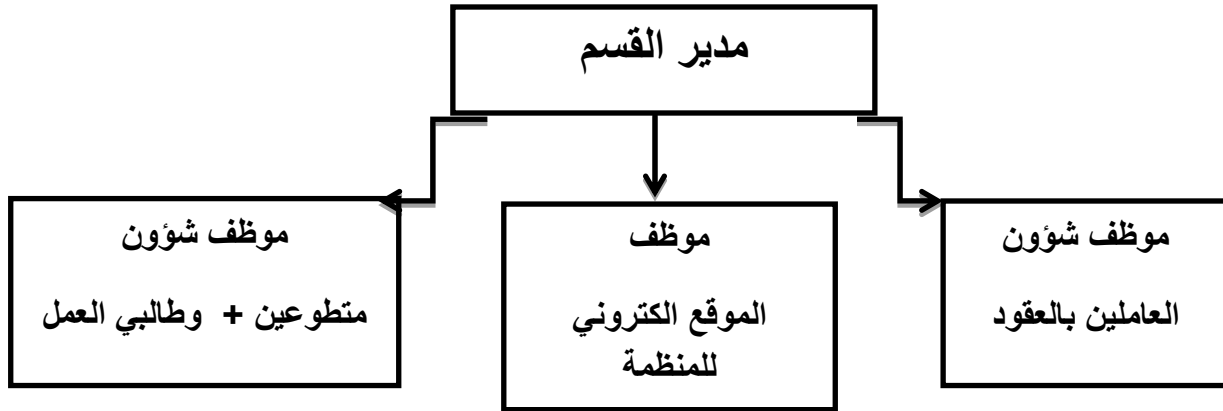 مدير القسم
موظف شؤون
العاملين بالعقود
موظف
الموقع الكتروني
للمنظمة
موظف شؤون
متطوعين + وطالبي العمل